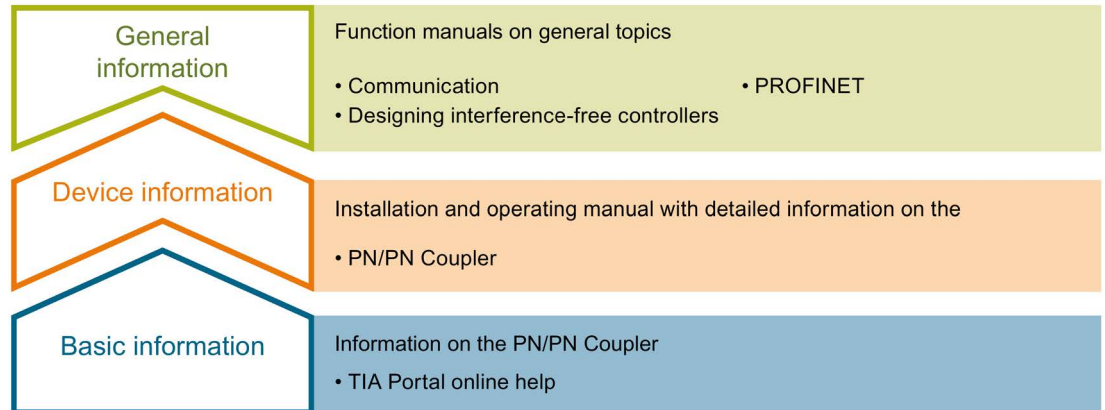 General
information
Function manuals on general topics
• Communication
• PROFINET
• Designing interference-free controllers
Device information
Installation and operating manual with detailed information on the
• PN/PN Coupler
Basic information
Information on the PN/PN Coupler
• TIA Portal online help